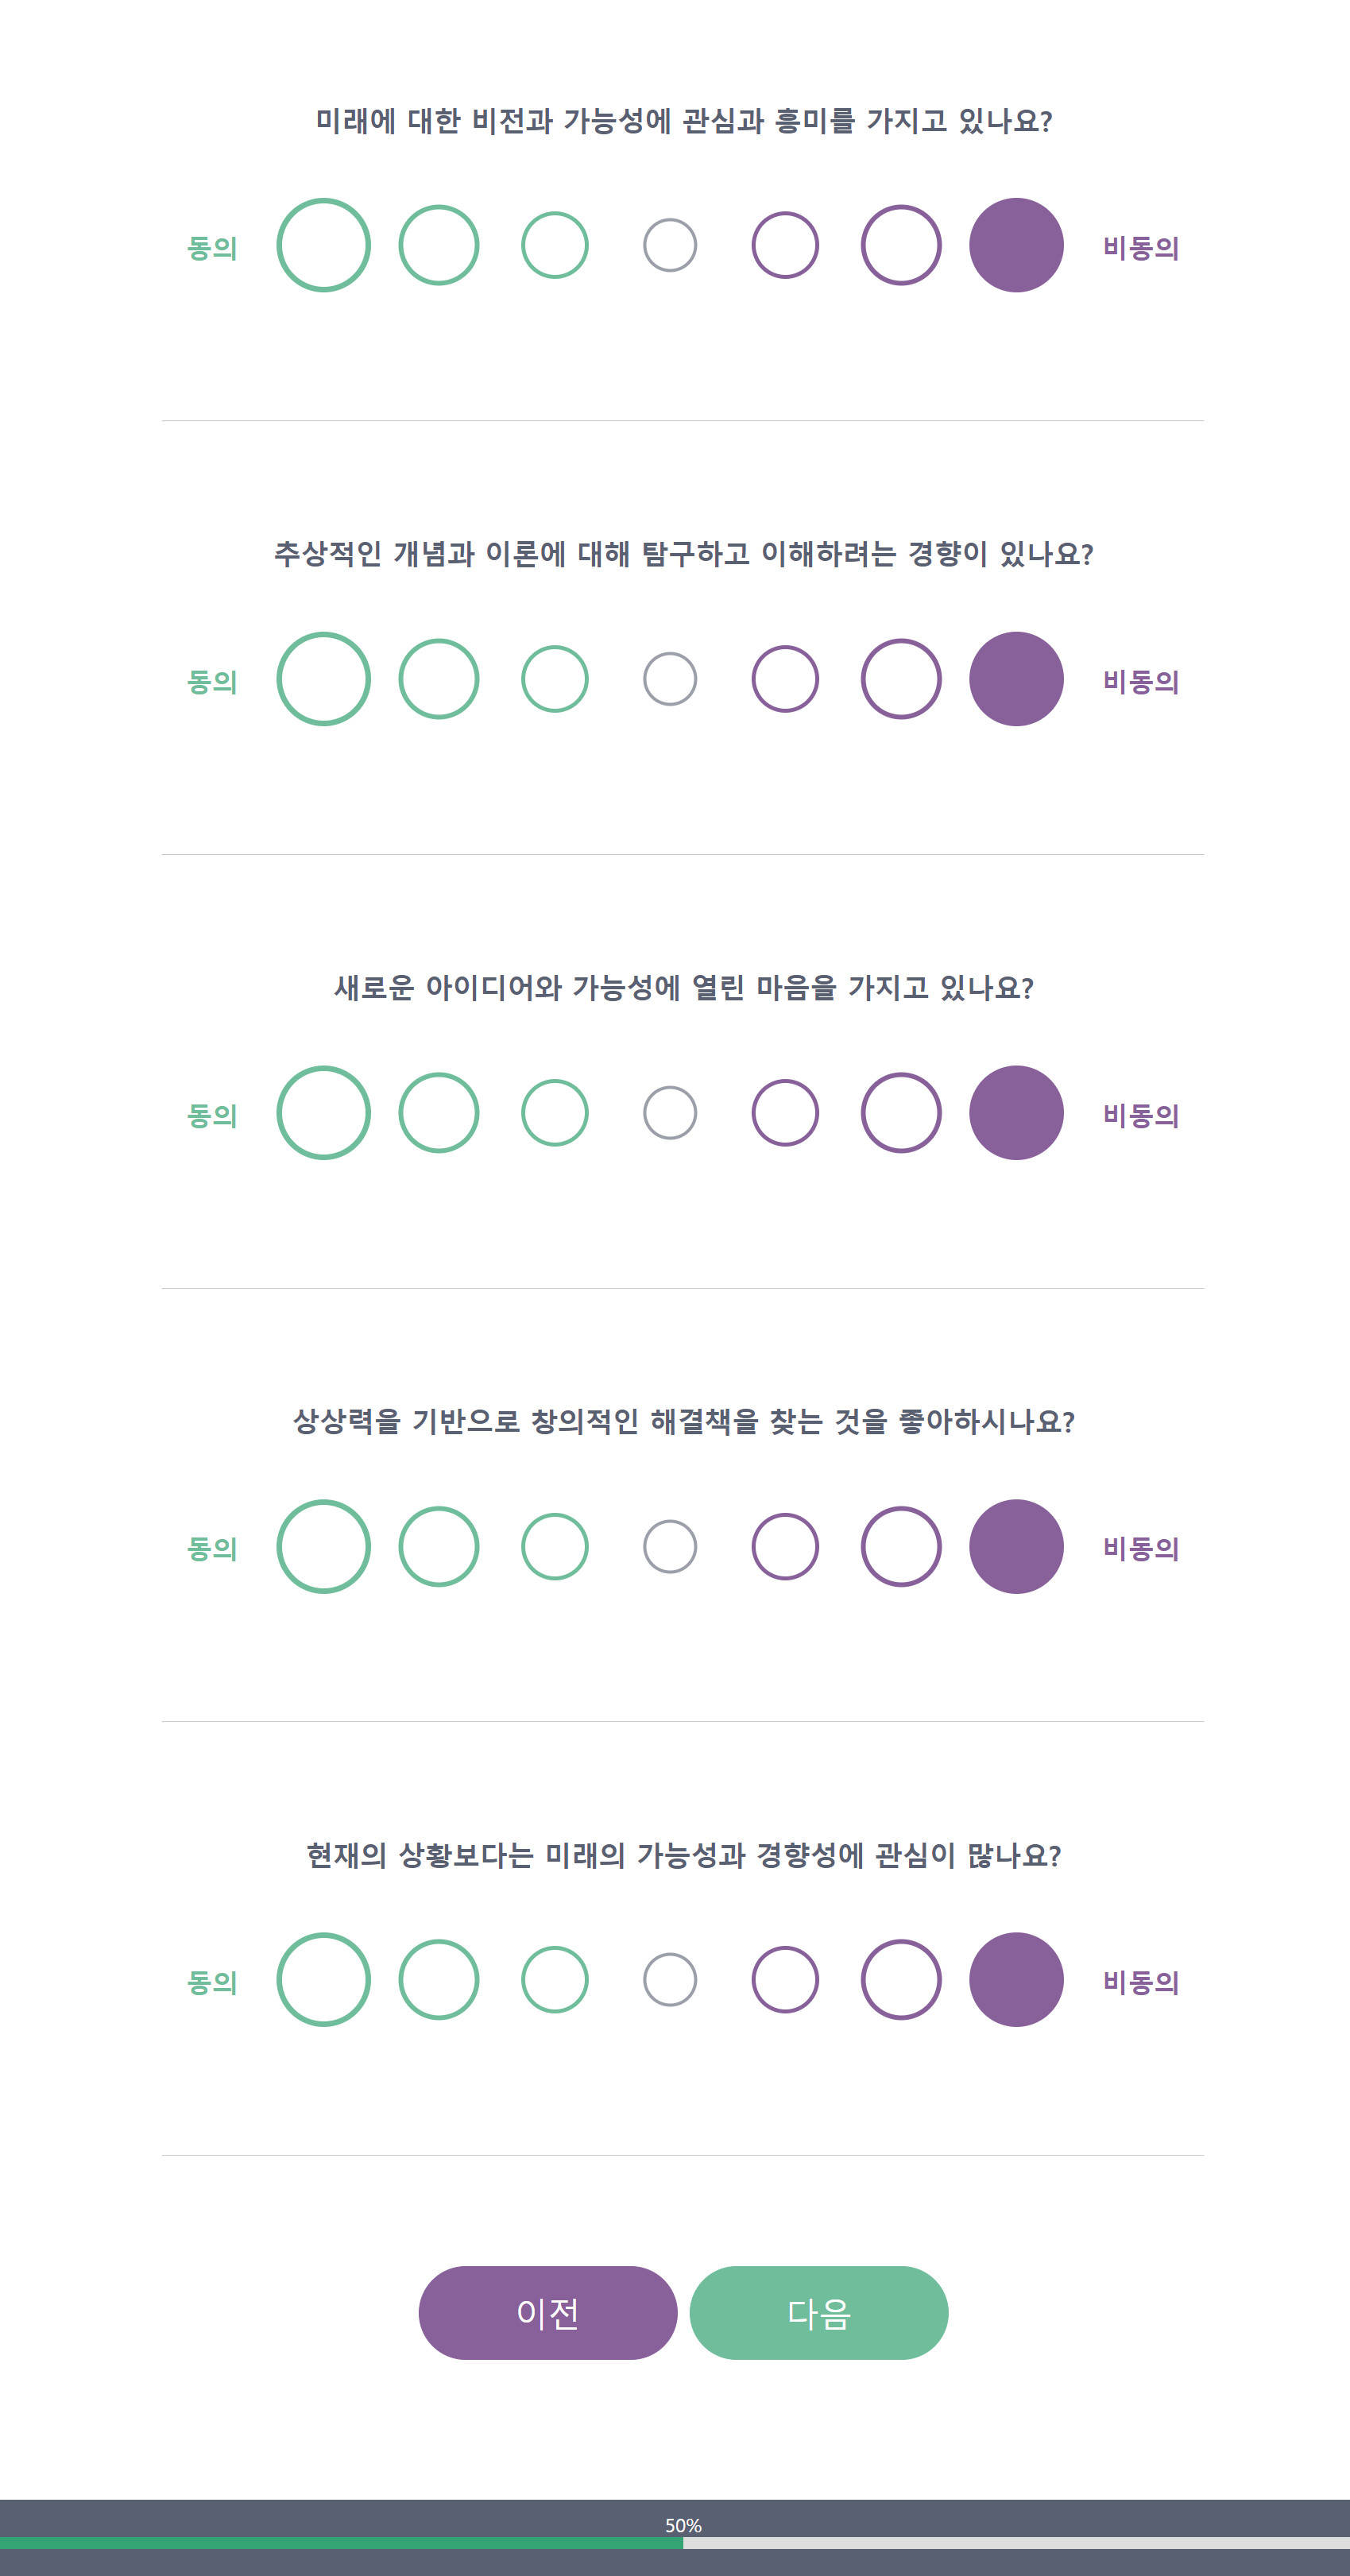 미래에 대한 비전과 가능성에 관심과 흥미를 가지고 있나요?
동의 비동의
추상적인 개념과 이론에 대해 탐구하고 이해하려는 경향이 있나요?
동의 비동의
새로운 아이디어와 가능성에 열린 마음을 가지고 있나요?
동의 비동의
상상력을 기반으로 창의적인 해결책을 찾는 것을 좋아하시나요?
동의 비동의
현재의 상황보다는 미래의 가능성과 경향성에 관심이 많나요?
동의 비동의
이전 다음
50%